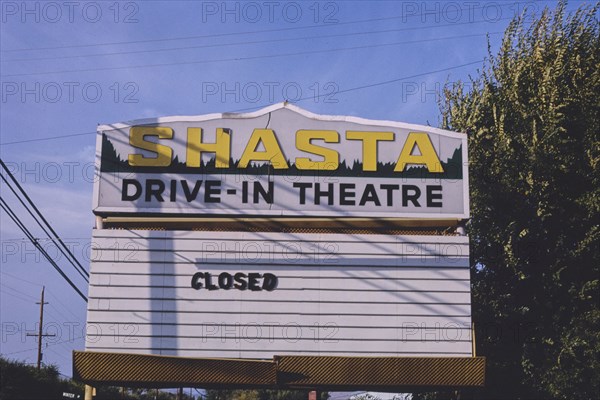 SHASTA
DRIVE-IN THEATRE
CLOSED